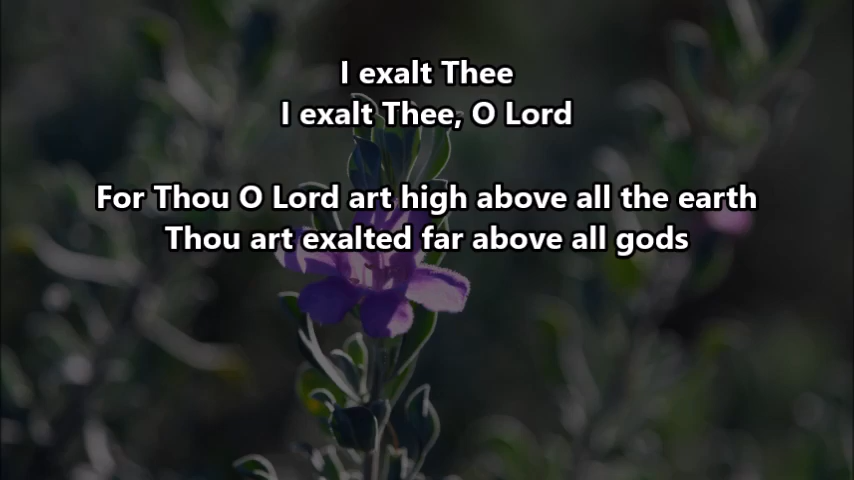 I exalt Thee
I exalt Thee, O Lord
For Thou O Lord art high above all the earth
Thou art exalted far above all gods